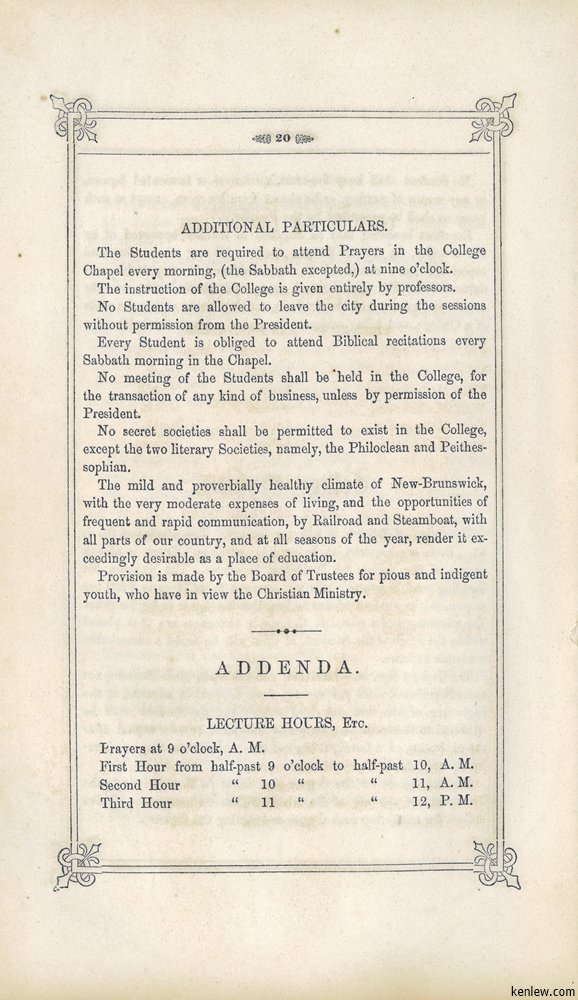 20
ADDITIONAL PARTICULARS.
The Students are required to attend Prayers in the College
Chapel every morning, (the Sabbath excepted,) at nine o'clock.
The instruction of the College is given entirely by professors.
No Students are allowed to leave the city during the sessions
without permission from the President.
Every Student is obliged to attend Biblical recitations every
Sabbath morning in the Chapel.
No meeting of the Students shall be held in the College, for
the transaction of any kind of business, unless by permission of the
President.
No secret societies shall be permitted to exist in the College,
except the two literary Societies, namely, the Philoclean and Peithes-
sophian.
The mild and proverbially healthy climate of New-Brunswick,
with the very moderate expenses of living, and the opportunities of
frequent and rapid communication, by Railroad and Steamboat, with
all parts of our country, and at all seasons of the year, render it ex-
ceedingly desirable as a place of education.
Provision is made by the Board of Trustees for pious and indigent
youth, who have in view the Christian Ministry.
ADDENDA.
LECTURE HOURS, ETC.
Prayers at 9 o'clock, A. M.
First Hour from half-past 9 o'clock to half-past 10, A. M.
Second Hour " 10 " " 11, A. M.
Third Hour " 11 " " 12, P. M.
kenlew.com